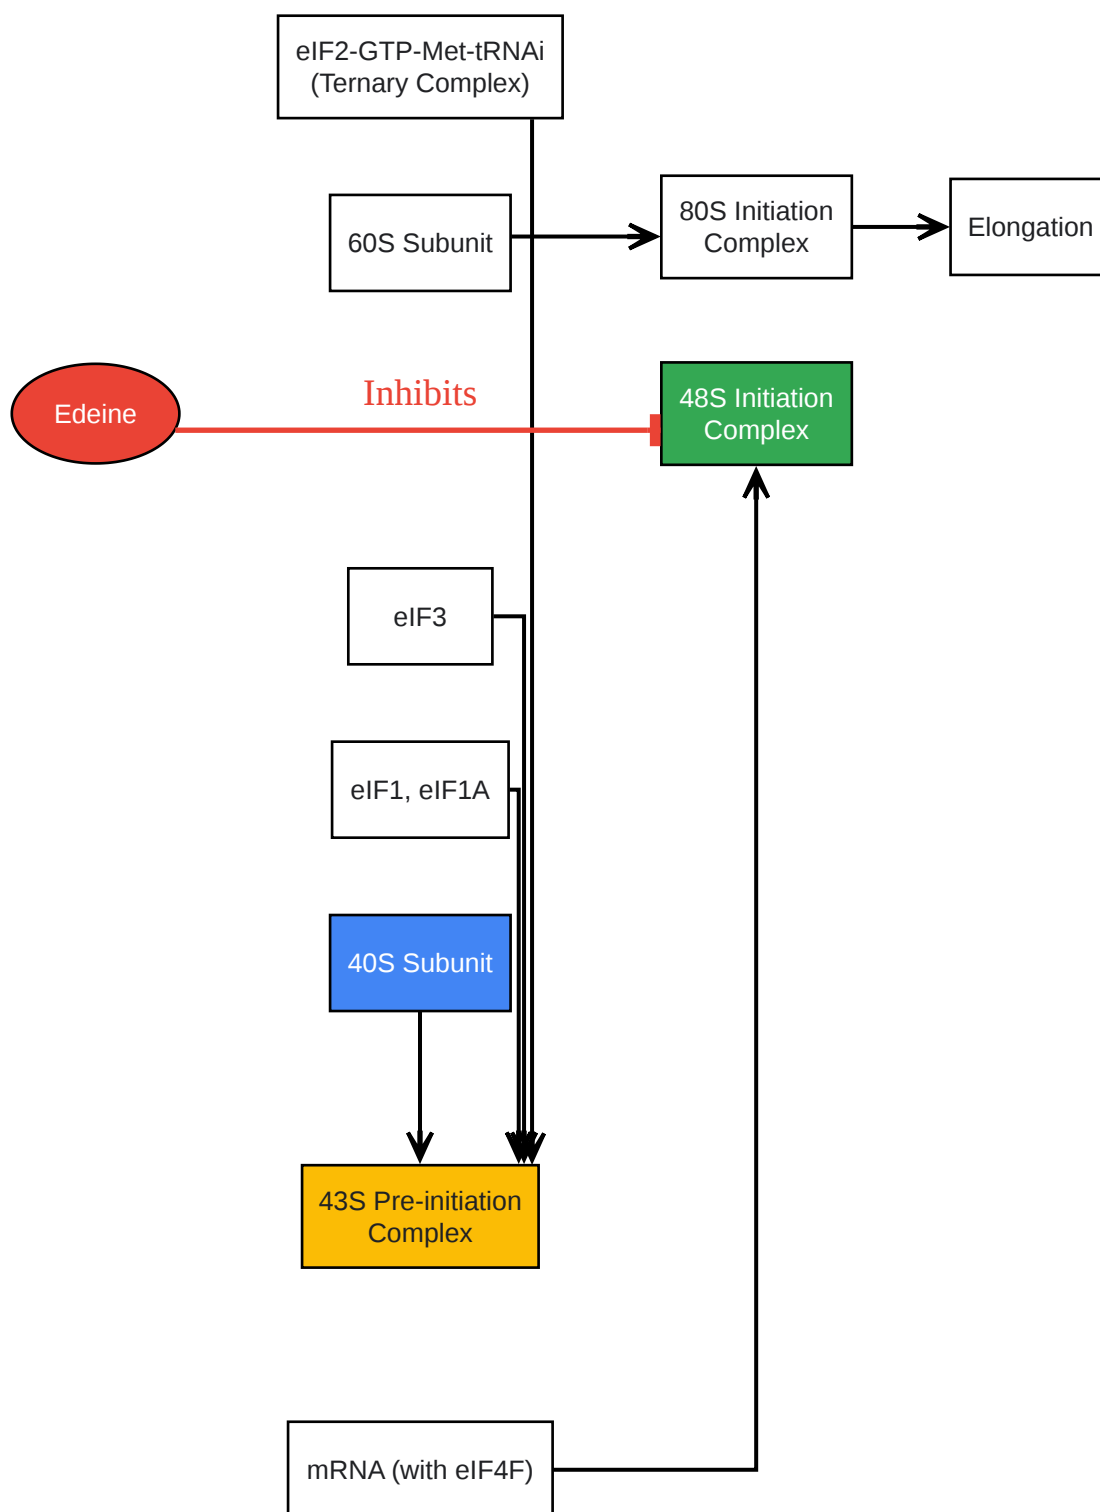 eIF2-GTP-Met-tRNAi
(Ternary Complex)
60S Subunit
80S Initiation
Complex
Elongation
Edeine
Inhibits
48S Initiation
Complex
eIF3
eIF1, eIF1A
40S Subunit
43S Pre-initiation
Complex
mRNA (with eIF4F)